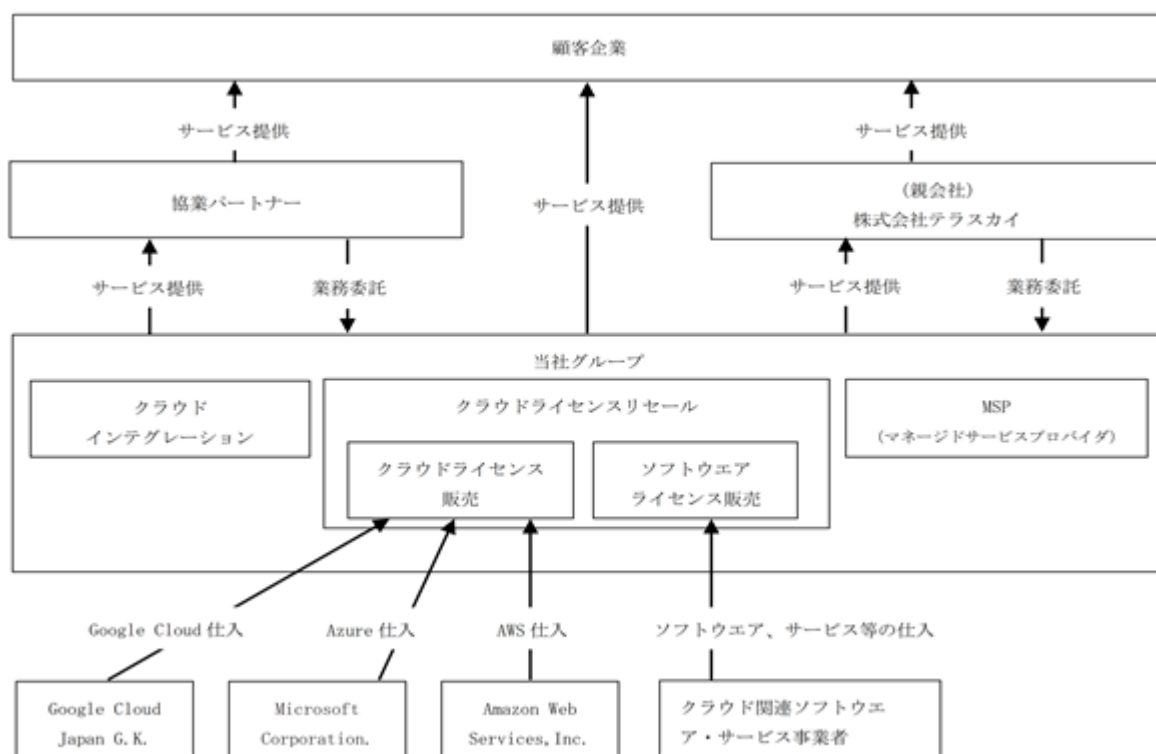 顧客企業
サービス提供
サービス提供
協業パートナー
サービス提供
(親会社)
株式会社テラスカイ
サービス提供
業務委託
サービス提供
業務委託
当社グループ
クラウド
インテグレーション
クラウドライセンスリセール
MSP
(マネージドサービスプロバイダ)
クラウドライセンス
販売
ソフトウエア
ライセンス販売
Google Cloud 仕入
Azure 仕入
AWS 仕入
ソフトウエア、サービス等の仕入
Google Cloud
Japan G.K.
Microsoft
Corporation.
Amazon Web
Services,Inc.
クラウド関連ソフトウエ
ア・サービス事業者